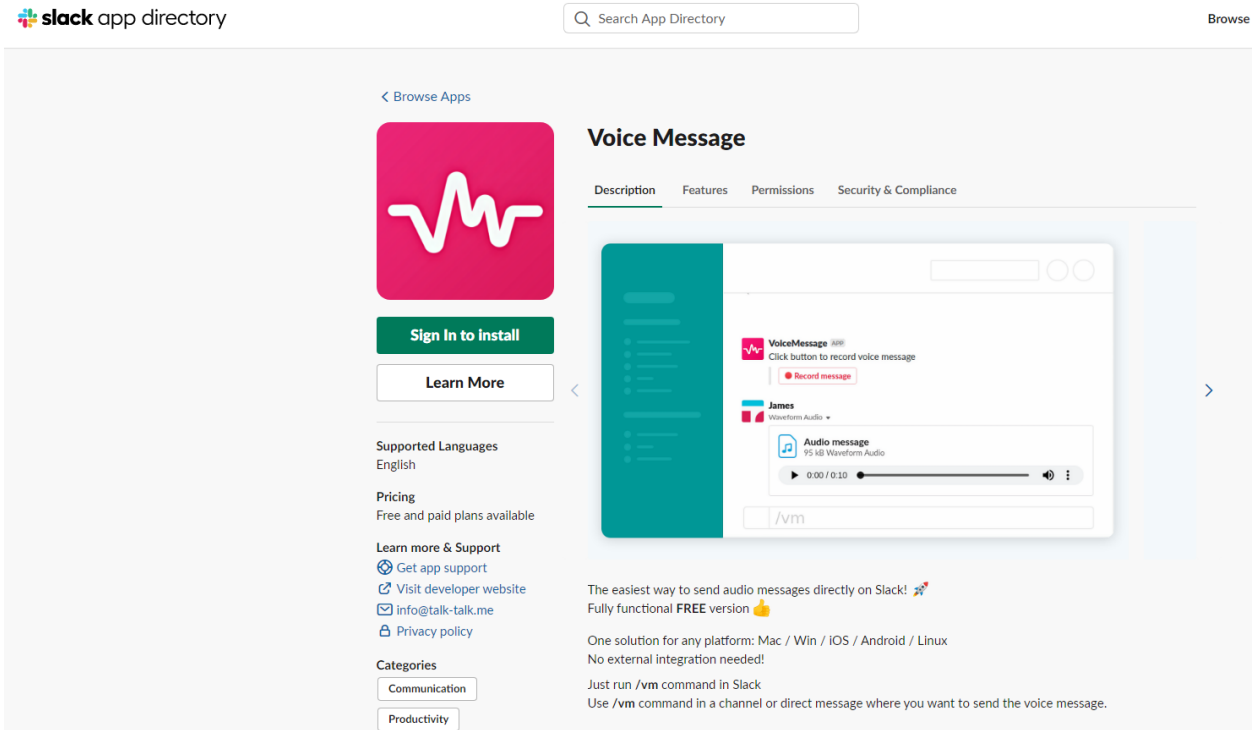 slack app directory
Search App Directory
Browse
Browse Apps
Voice Message
Description Features Permissions Security & Compliance
VoiceMessage APP
Click button to record voice message
Record message
James
Waveform Audio
Audio message
95 kB Waveform Audio
0:00 / 0:10
/vm
Sign In to install
Learn More
Supported Languages
English
Pricing
Free and paid plans available
Learn more & Support
Get app support
Visit developer website
info@talk-talk.me
Privacy policy
Categories
Communication
Productivity
The easiest way to send audio messages directly on Slack! 🚀
Fully functional FREE version 👍
One solution for any platform: Mac / Win / iOS / Android / Linux
No external integration needed!
Just run /vm command in Slack
Use /vm command in a channel or direct message where you want to send the voice message.